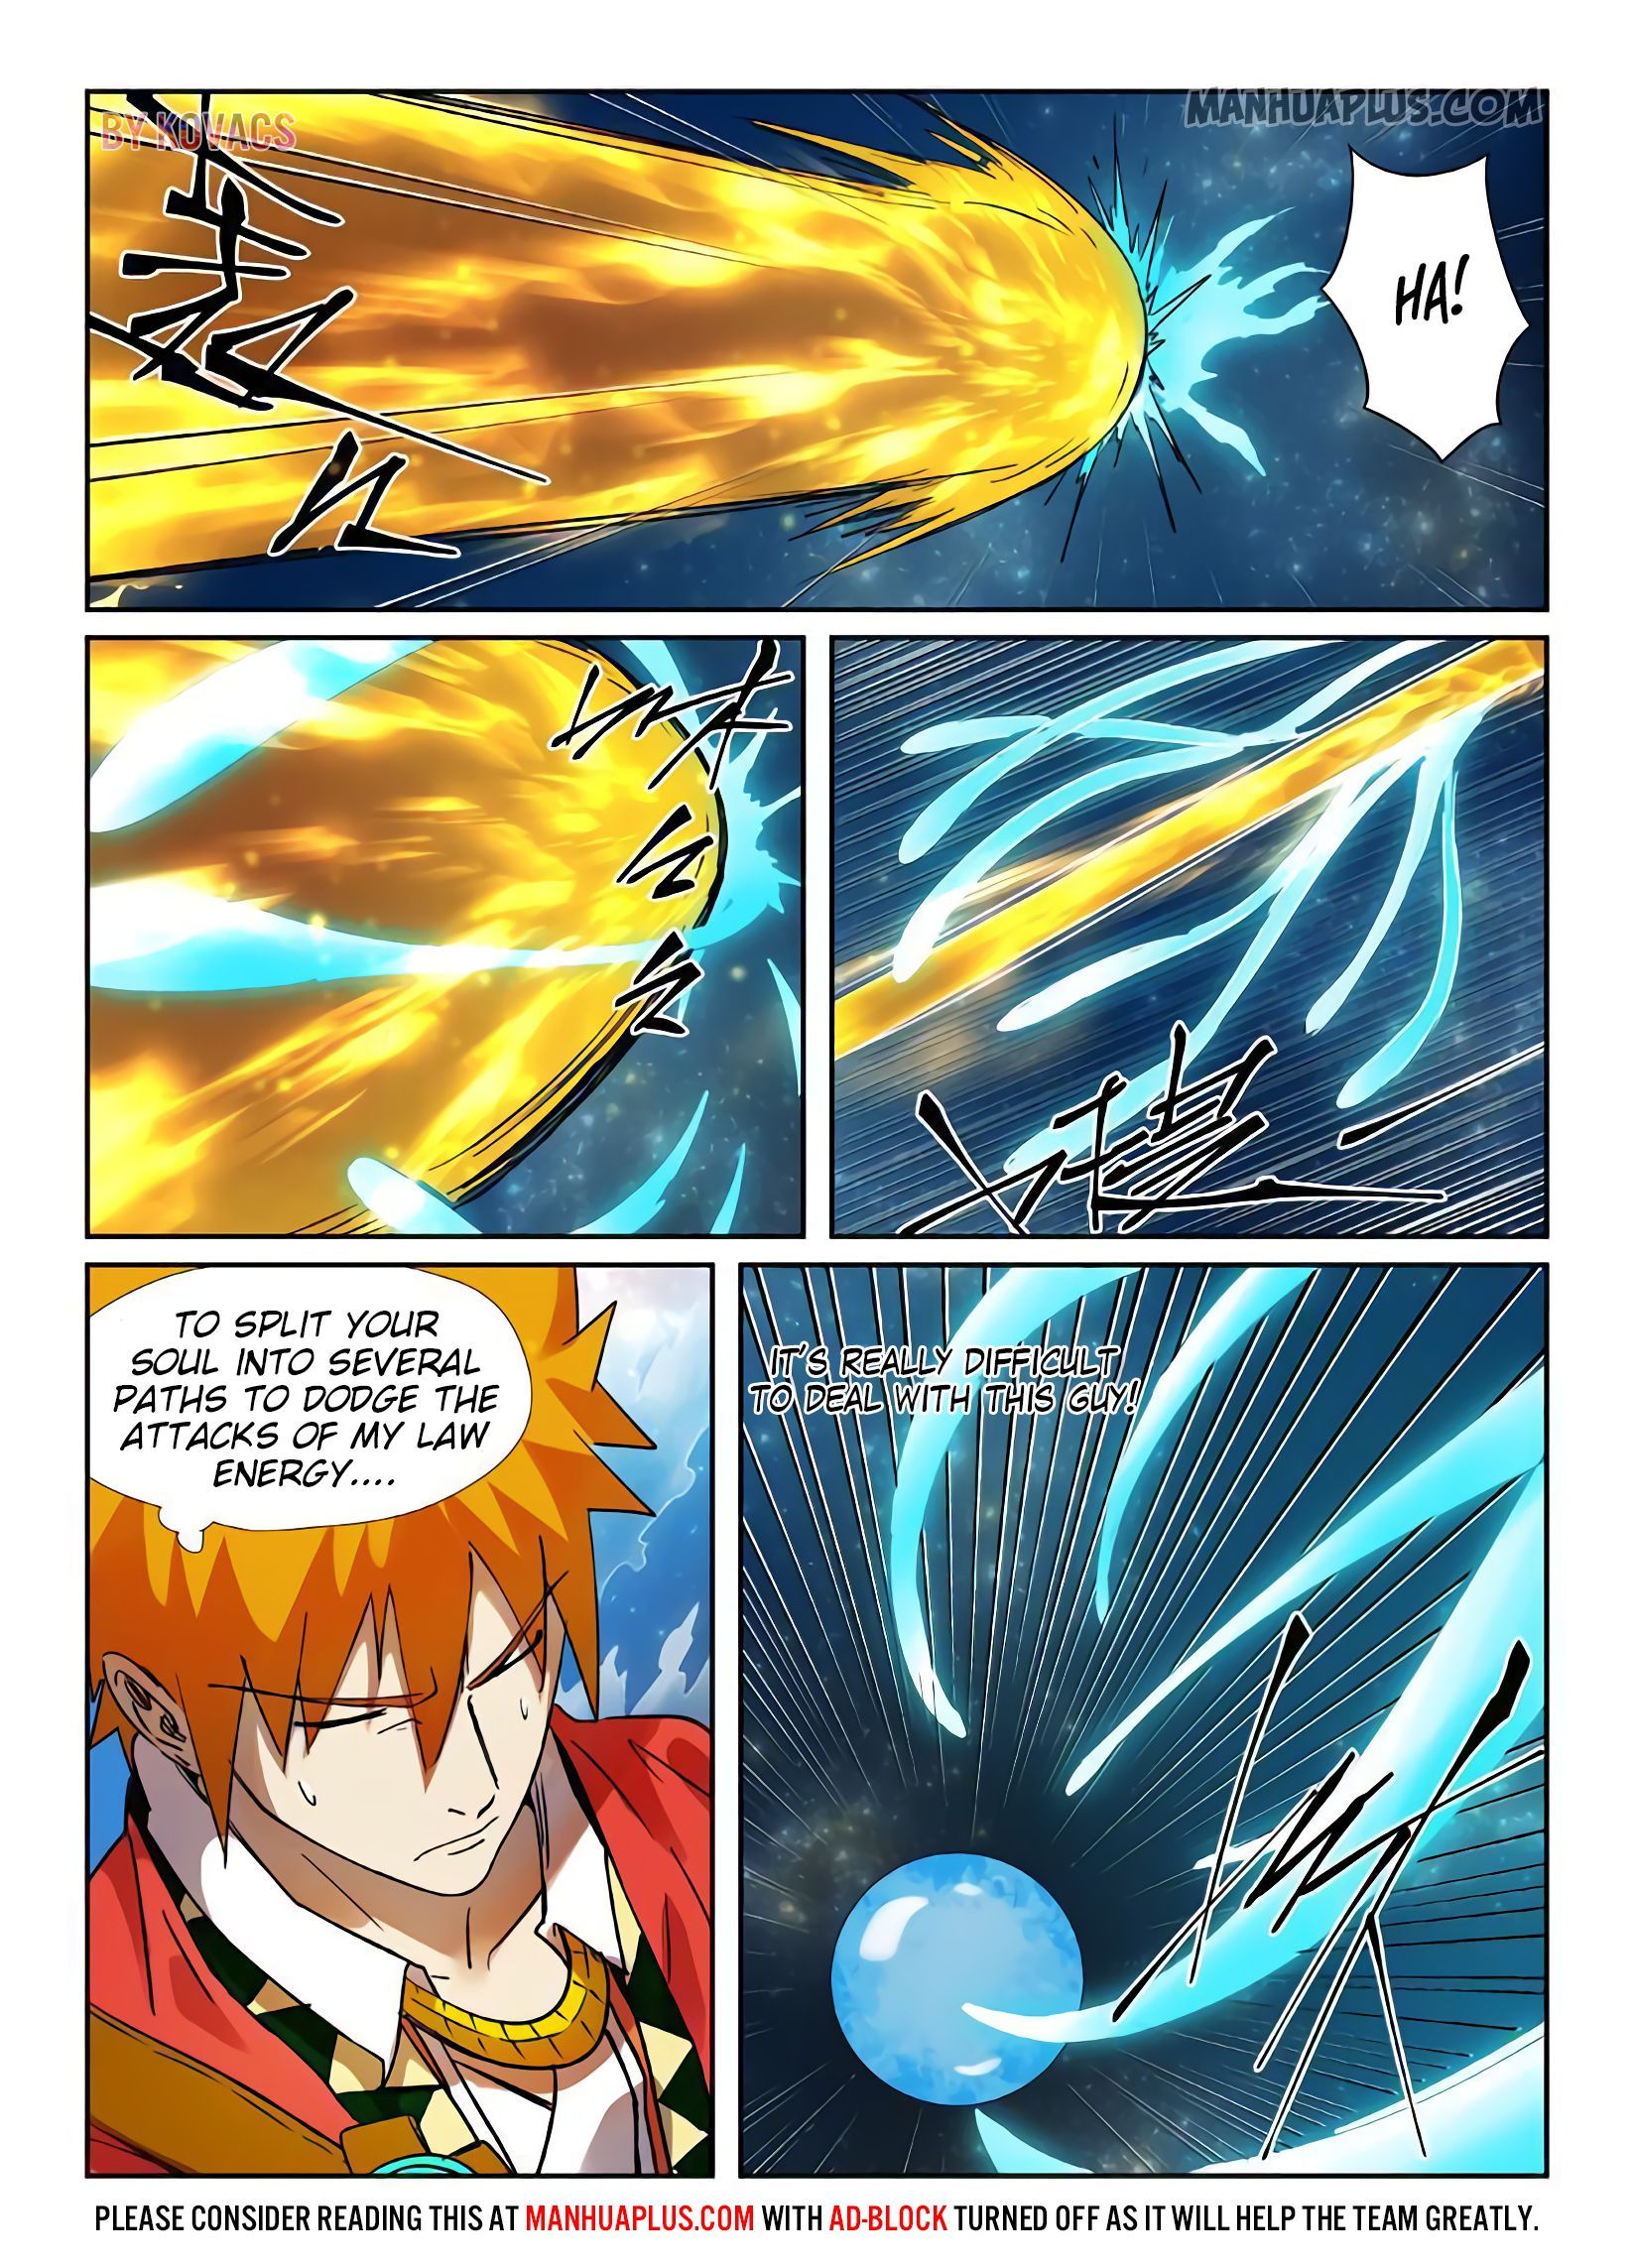 BY KOVACS
MANHUAPLUS.COM
HA!
TO SPLIT YOUR
SOUL INTO SEVERAL
PATHS TO DODGE THE
ATTACKS OF MY LAW
ENERGY....
IT'S REALLY DIFFICULT
TO DEAL WITH THIS GUY!
PLEASE CONSIDER READING THIS AT MANHUAPLUS.COM WITH AD-BLOCK TURNED OFF AS IT WILL HELP THE TEAM GREATLY.